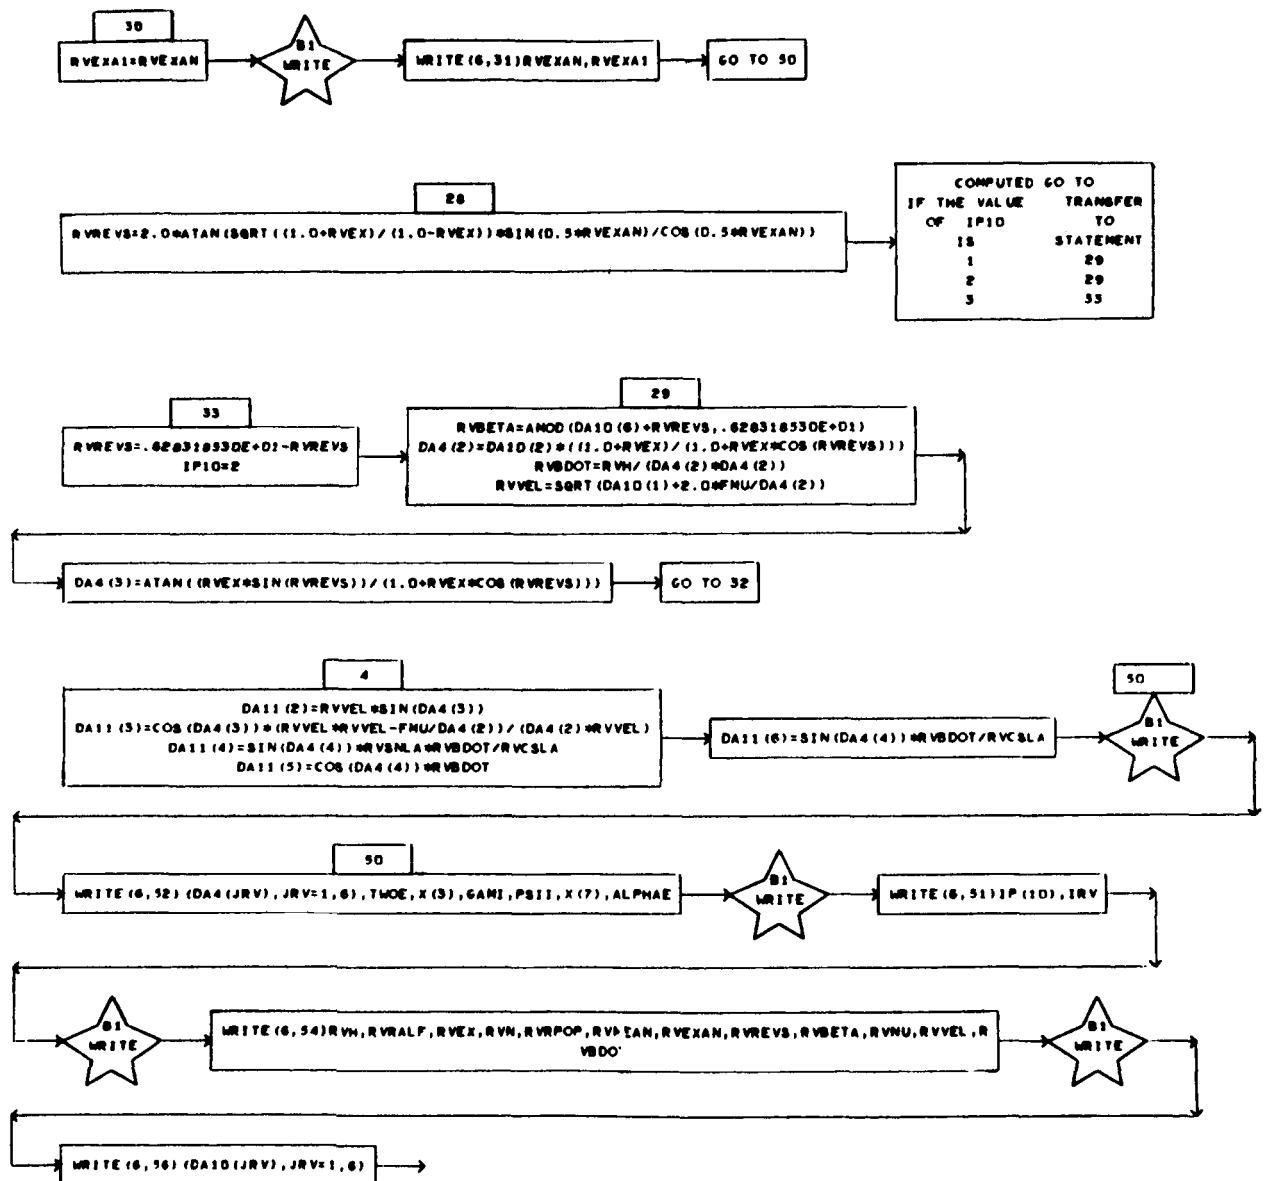 30
RVEXA1=RVEXAN
B1
WRITE
WRITE(6,31)RVEXAN,RVEXA1
GO TO 50
28
RVREVS=2.0*ATAN(SQRT((1.0+RVEX)/(1.0-RVEX))*SIN(0.5*RVEXAN)/COS(0.5*RVEXAN))
COMPUTED GO TO
IF THE VALUE TRANSFER
OF IP10 TO
IS STATEMENT
1 29
2 29
3 33
33
RVREVS=.628318530E+01-RVREVS
IP10=2
29
RVBETA=AMOD(DA10(6)+RVREVS,.628318530E+01)
DA4(2)=DA10(2)*((1.0+RVEX)/(1.0+RVEX*COS(RVREVS)))
RVBDOT=RVH/(DA4(2)*DA4(2))
RVVEL=SQRT(DA10(1)+2.0*FMU/DA4(2))
DA4(3)=ATAN((RVEX*SIN(RVREVS))/(1.0+RVEX*COS(RVREVS)))
GO TO 32
4
DA11(2)=RVVEL*SIN(DA4(3))
DA11(3)=COS(DA4(3))*(RVVEL*RVVEL-FMU/DA4(2))/(DA4(2)*RVVEL)
DA11(4)=SIN(DA4(4))*RVSNLA*RVBDOT/RVCSLA
DA11(5)=COS(DA4(4))*RVBDOT
DA11(6)=SIN(DA4(4))*RVBDOT/RVCSLA
50
B1
WRITE
50
WRITE(6,52)(DA4(JRV),JRV=1,6),TWOE,X(3),GAMI,PSII,X(7),ALPHAE
B1
WRITE
WRITE(6,51)IP(10),IRV
B1
WRITE
WRITE(6,54)RVH,RVRALF,RVEX,RVN,RVRPOP,RVEXAN,RVREVS,RVBETA,RVNU,RVVEL,R
VBDO
B1
WRITE
WRITE(6,56)(DA10(JRV),JRV=1,6)